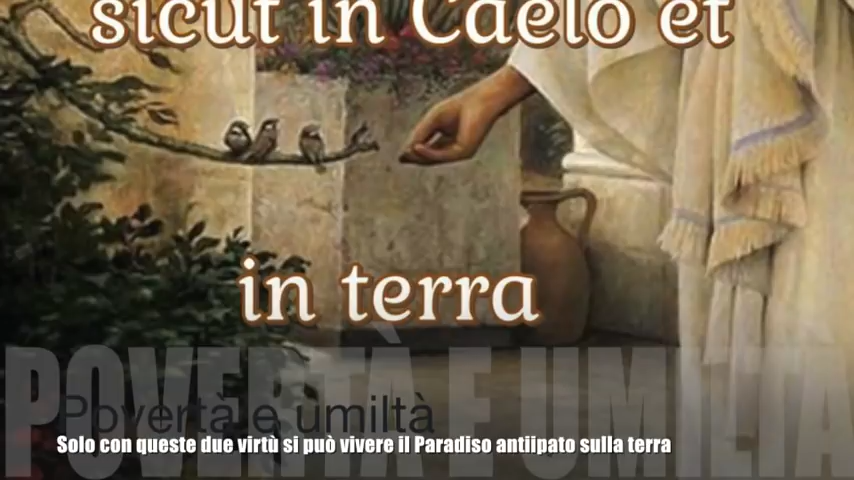 sicut in Caelo et
in terra
POVERTÀ E UMILTÀ
Povertà e umiltà
Solo con queste due virtù si può vivere il Paradiso antiipato sulla terra